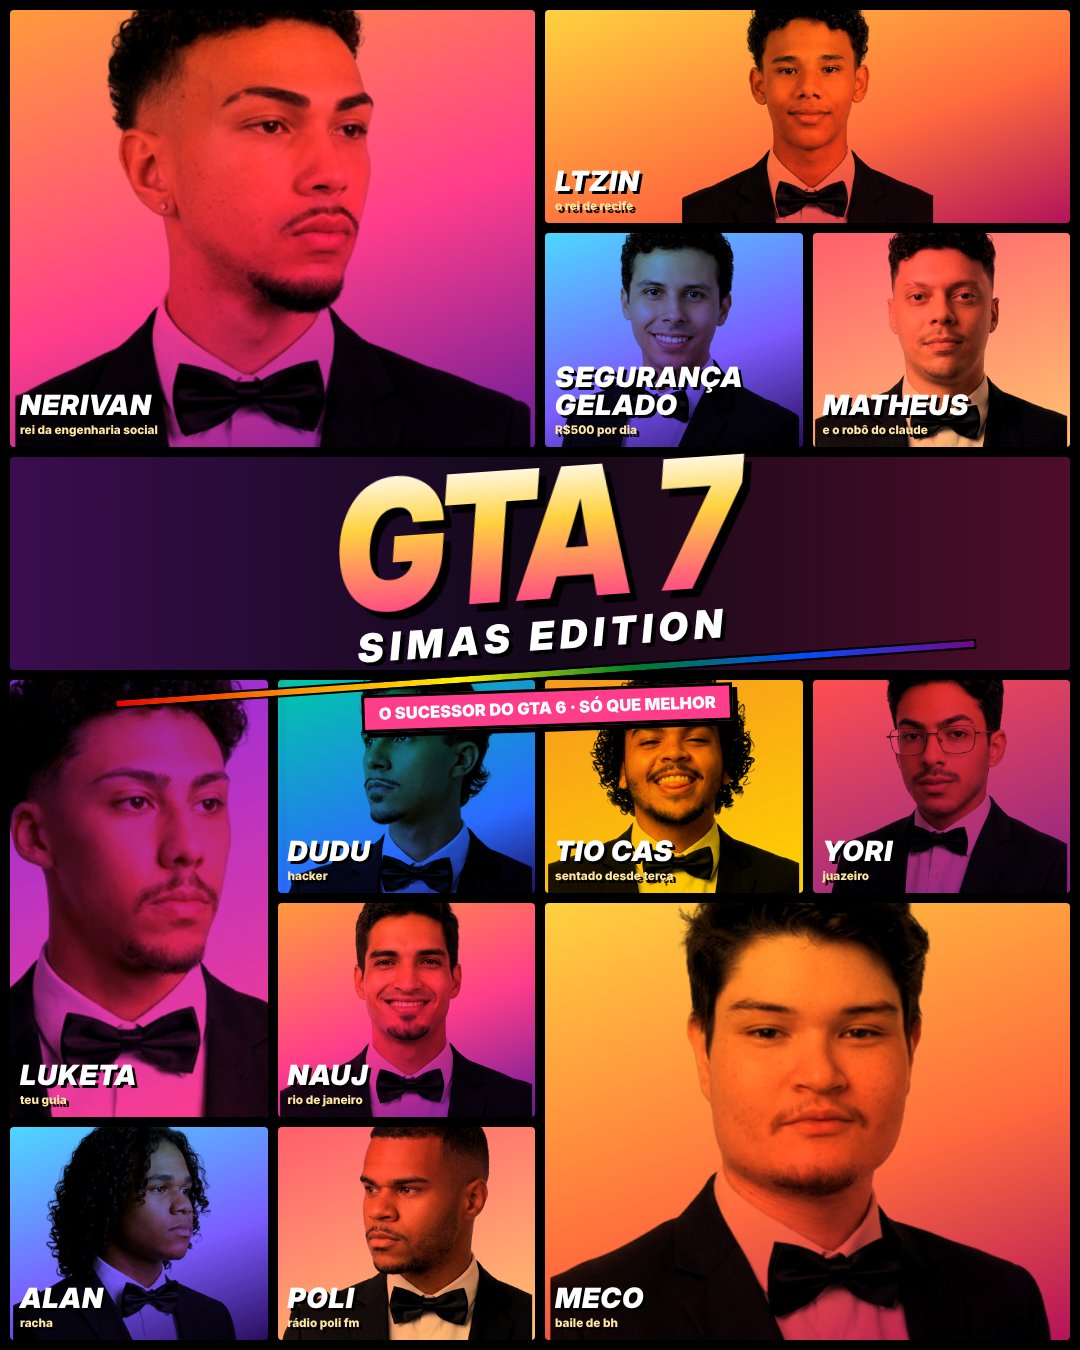 NERIVAN
rei da engenharia social
LTZIN
o rei de recife
SEGURANÇA
GELADO
R$500 por dia
MATHEUS
e o robô do claude
GTA 7
SIMAS EDITION
O SUCESSOR DO GTA 6 · SÓ QUE MELHOR
LUKETA
teu guia
DUDU
hacker
TIO CAS
sentado desde terça
YORI
juazeiro
NAUJ
rio de janeiro
ALAN
racha
POLI
rádio poli fm
MECO
baile de bh